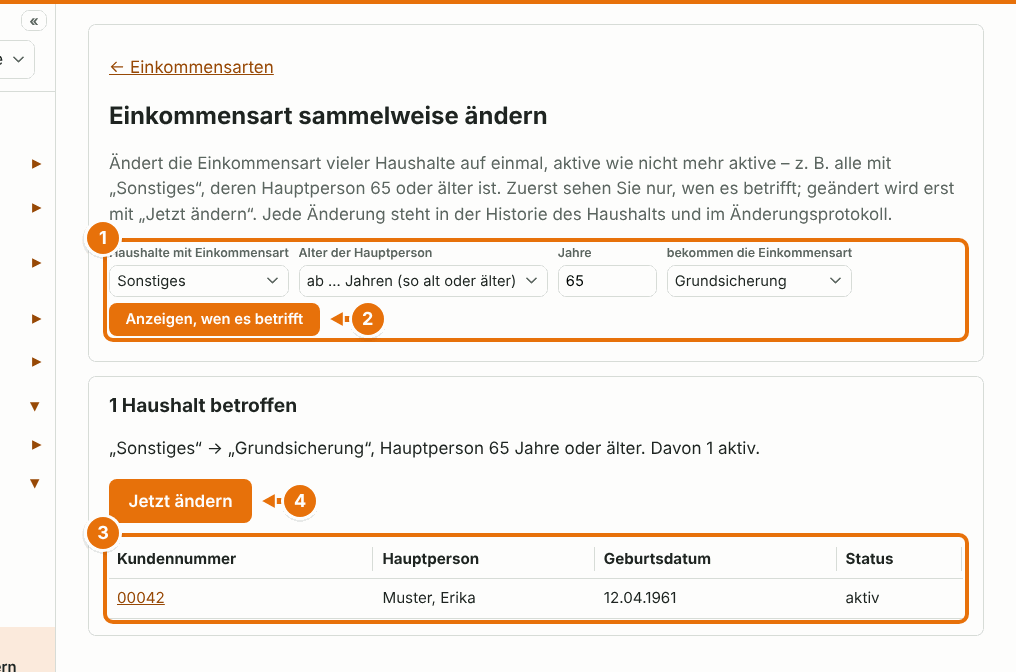 «
← Einkommensarten
Einkommensart sammelweise ändern
Ändert die Einkommensart vieler Haushalte auf einmal, aktive wie nicht mehr aktive – z. B. alle mit
„Sonstiges“, deren Hauptperson 65 oder älter ist. Zuerst sehen Sie nur, wen es betrifft; geändert wird erst
mit „Jetzt ändern“. Jede Änderung steht in der Historie des Haushalts und im Änderungsprotokoll.
1
Haushalte mit Einkommensart Alter der Hauptperson Jahre bekommen die Einkommensart
Sonstiges ab ... Jahren (so alt oder älter) 65 Grundsicherung
Anzeigen, wen es betrifft 2
1 Haushalt betroffen
„Sonstiges“ → „Grundsicherung“, Hauptperson 65 Jahre oder älter. Davon 1 aktiv.
Jetzt ändern 4
3
Kundennummer Hauptperson Geburtsdatum Status
00042 Muster, Erika 12.04.1961 aktiv